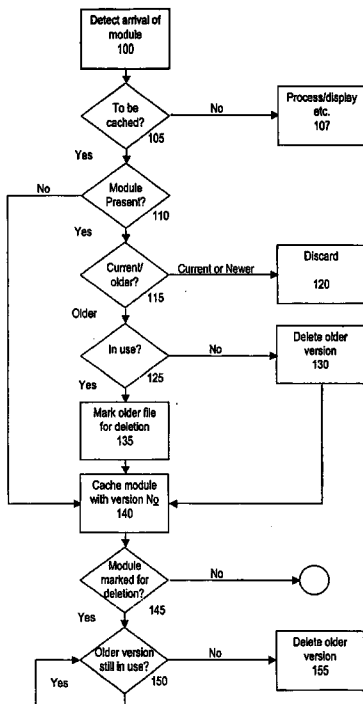 Detect arrival of
module
100
To be
cached?
105
No
Process/display
etc.
107
Yes
No
Module
Present?
110
Yes
Current/
older?
115
Current or Newer
Discard
120
Older
In use?
125
No
Delete older
version
130
Yes
Mark older file
for deletion
135
Cache module
with version No
140
Module
marked for
deletion?
145
No
Yes
Older version
still in use?
150
No
Delete older
version
155
Yes